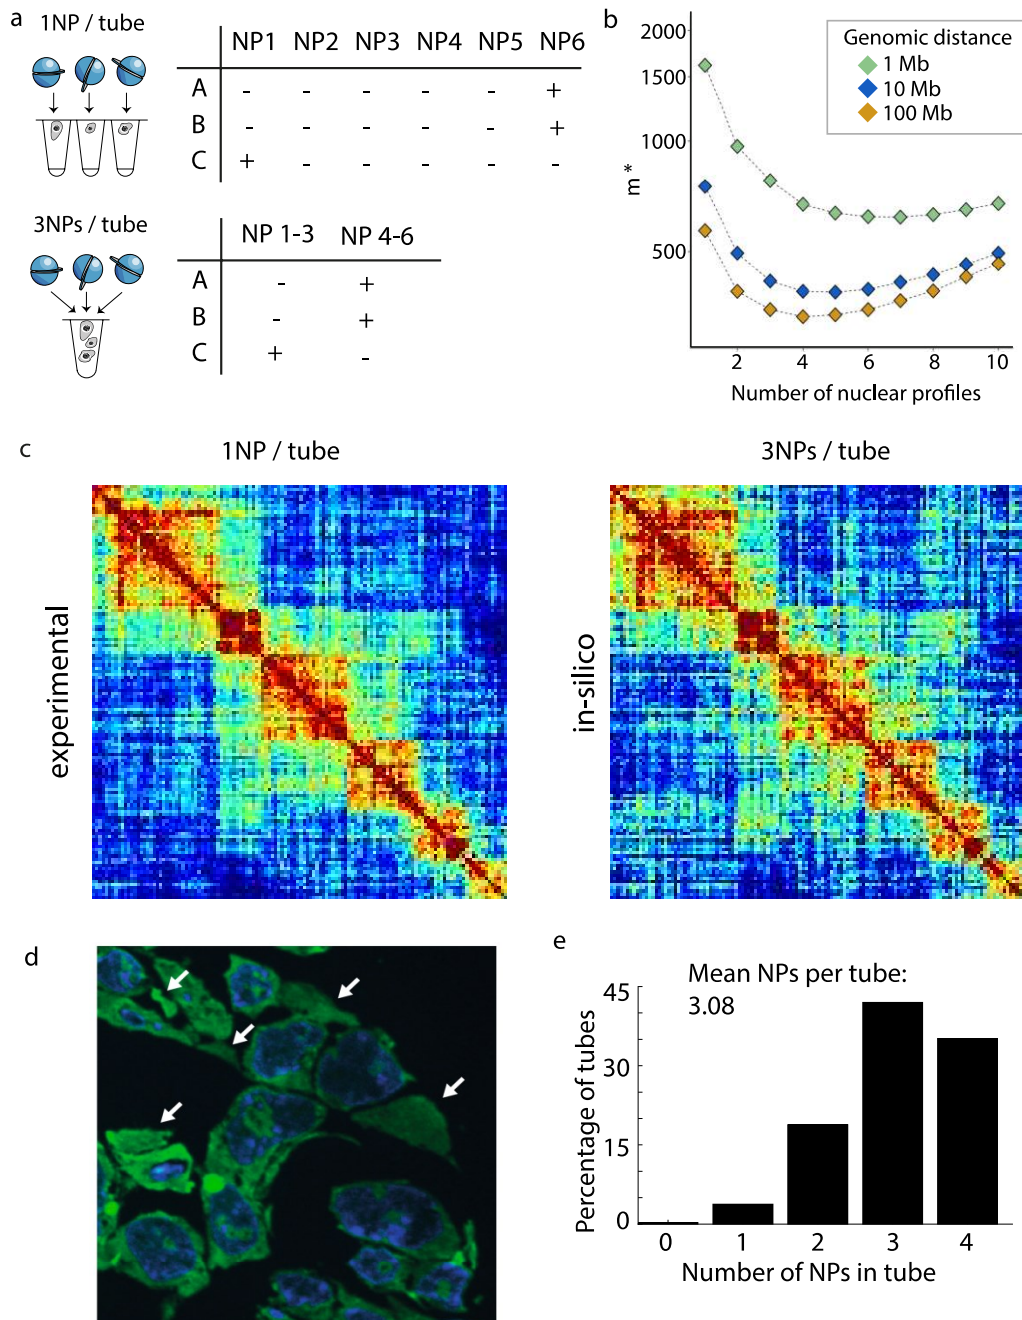 a
1NP / tube
NP1 NP2 NP3 NP4 NP5 NP6
A - - - - - +
B - - - - - +
C + - - - - -
3NPs / tube
NP 1-3 NP 4-6
A - +
B - +
C + -
b
2000
1500
1000
500
m*
2 4 6 8 10
Number of nuclear profiles
Genomic distance
1 Mb
10 Mb
100 Mb
c
1NP / tube
3NPs / tube
experimental
in-silico
d
e
Mean NPs per tube:
3.08
45
30
15
0
Percentage of tubes
0 1 2 3 4
Number of NPs in tube